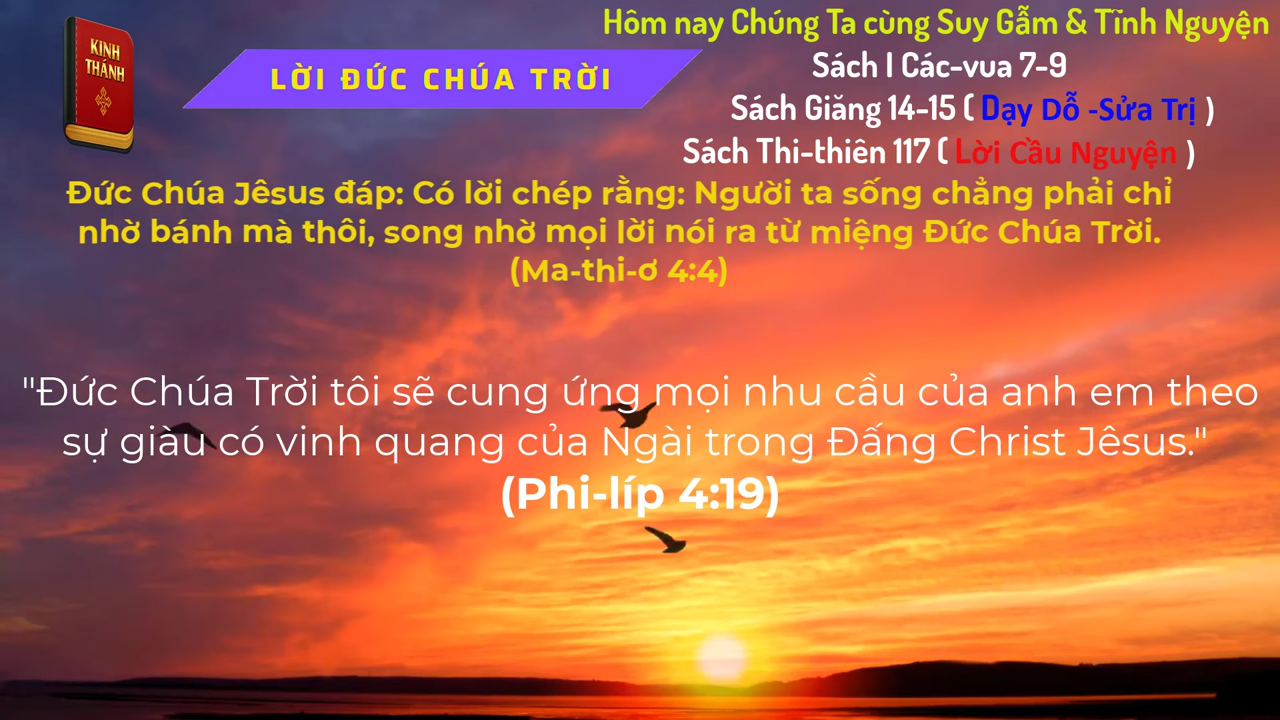 KINH
THÁNH
LỜI ĐỨC CHÚA TRỜI
Hôm nay Chúng Ta cùng Suy Gẫm & Tĩnh Nguyện
Sách I Các-vua 7-9
Sách Giăng 14-15 ( Dạy Dỗ -Sửa Trị )
Sách Thi-thiên 117 ( Lời Cầu Nguyện )
Đức Chúa Jêsus đáp: Có lời chép rằng: Người ta sống chẳng phải chỉ
nhờ bánh mà thôi, song nhờ mọi lời nói ra từ miệng Đức Chúa Trời.
(Ma-thi-ơ 4:4)
"Đức Chúa Trời tôi sẽ cung ứng mọi nhu cầu của anh em theo
sự giàu có vinh quang của Ngài trong Đấng Christ Jêsus."
(Phi-líp 4:19)